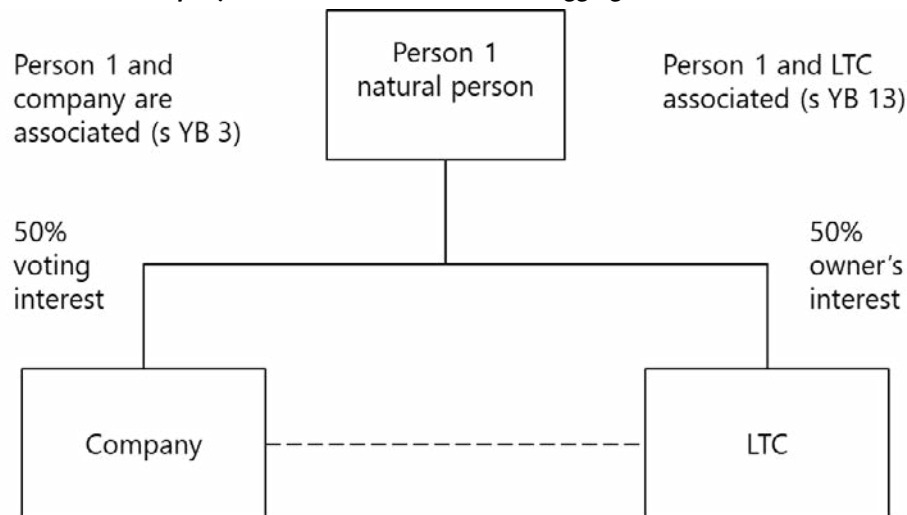 Person 1 and
company are
associated (s YB 3)
Person 1
natural person
Person 1 and LTC
associated (s YB 13)
50%
voting
interest
50%
owner's
interest
Company
LTC